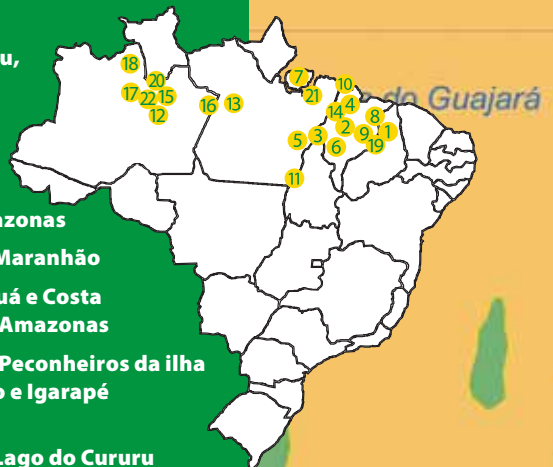 u,
azonas
Maranhão
uá e Costa
Amazonas
Peconheiros da ilha
o e Igarapé
Lago do Cururu
do Guajará
18
20
17
22
15
12
16
13
7
21
10
4
14
2
8
9
1
19
5
3
6
11